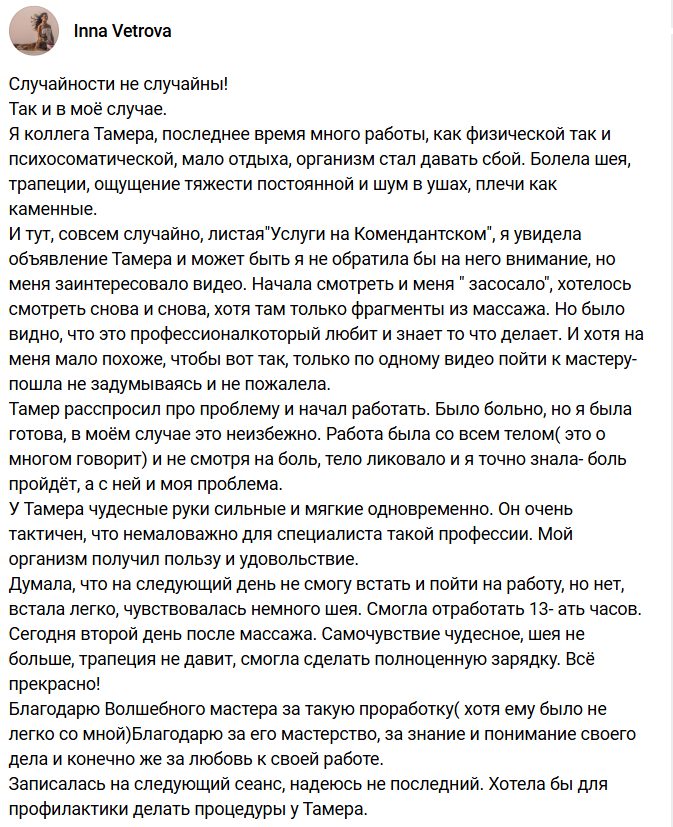 Inna Vetrova
Случайности не случайны!
Так и в моё случае.
Я коллега Тамера, последнее время много работы, как физической так и
психосоматической, мало отдыха, организм стал давать сбой. Болела шея,
трапеции, ощущение тяжести постоянной и шум в ушах, плечи как
каменные.
И тут, совсем случайно, листая"Услуги на Комендантском", я увидела
объявление Тамера и может быть я не обратила бы на него внимание, но
меня заинтересовало видео. Начала смотреть и меня " засосало", хотелось
смотреть снова и снова, хотя там только фрагменты из массажа. Но было
видно, что это профессионалкоторый любит и знает то что делает. И хотя на
меня мало похоже, чтобы вот так, только по одному видео пойти к мастеру-
пошла не задумываясь и не пожалела.
Тамер расспросил про проблему и начал работать. Было больно, но я была
готова, в моём случае это неизбежно. Работа была со всем телом( это о
многом говорит) и не смотря на боль, тело ликовало и я точно знала- боль
пройдёт, а с ней и моя проблема.
У Тамера чудесные руки сильные и мягкие одновременно. Он очень
тактичен, что немаловажно для специалиста такой профессии. Мой
организм получил пользу и удовольствие.
Думала, что на следующий день не смогу встать и пойти на работу, но нет,
встала легко, чувствовалась немного шея. Смогла отработать 13- ать часов.
Сегодня второй день после массажа. Самочувствие чудесное, шея не
больше, трапеция не давит, смогла сделать полноценную зарядку. Всё
прекрасно!
Благодарю Волшебного мастера за такую проработку( хотя ему было не
легко со мной)Благодарю за его мастерство, за знание и понимание своего
дела и конечно же за любовь к своей работе.
Записалась на следующий сеанс, надеюсь не последний. Хотела бы для
профилактики делать процедуры у Тамера.